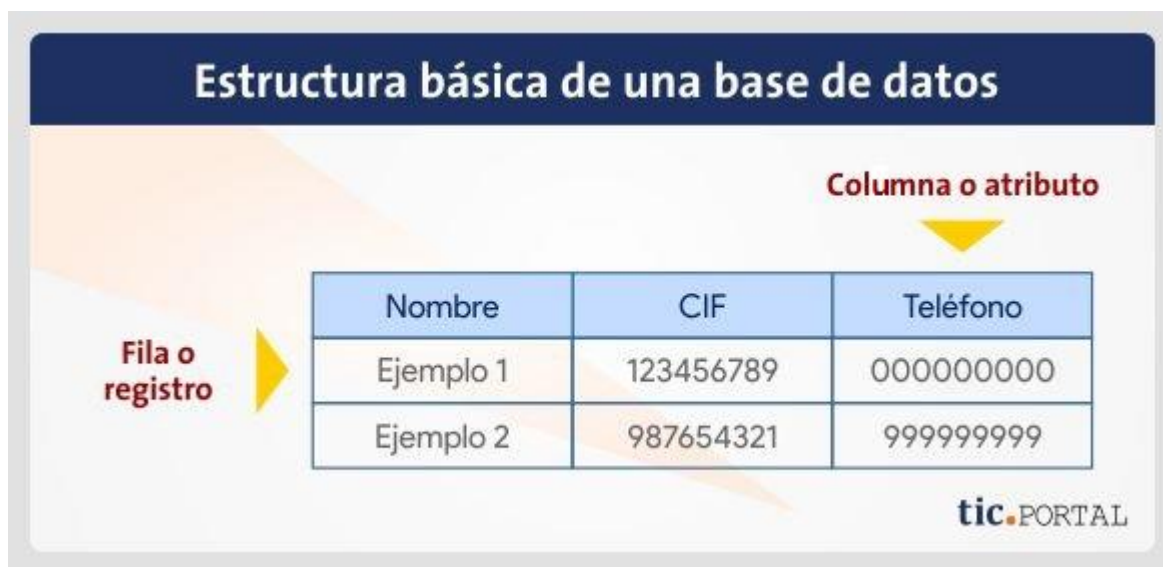 Estructura básica de una base de datos
Columna o atributo
Nombre CIF Teléfono
Fila o
registro
Ejemplo 1 123456789 000000000
Ejemplo 2 987654321 999999999
tic.PORTAL